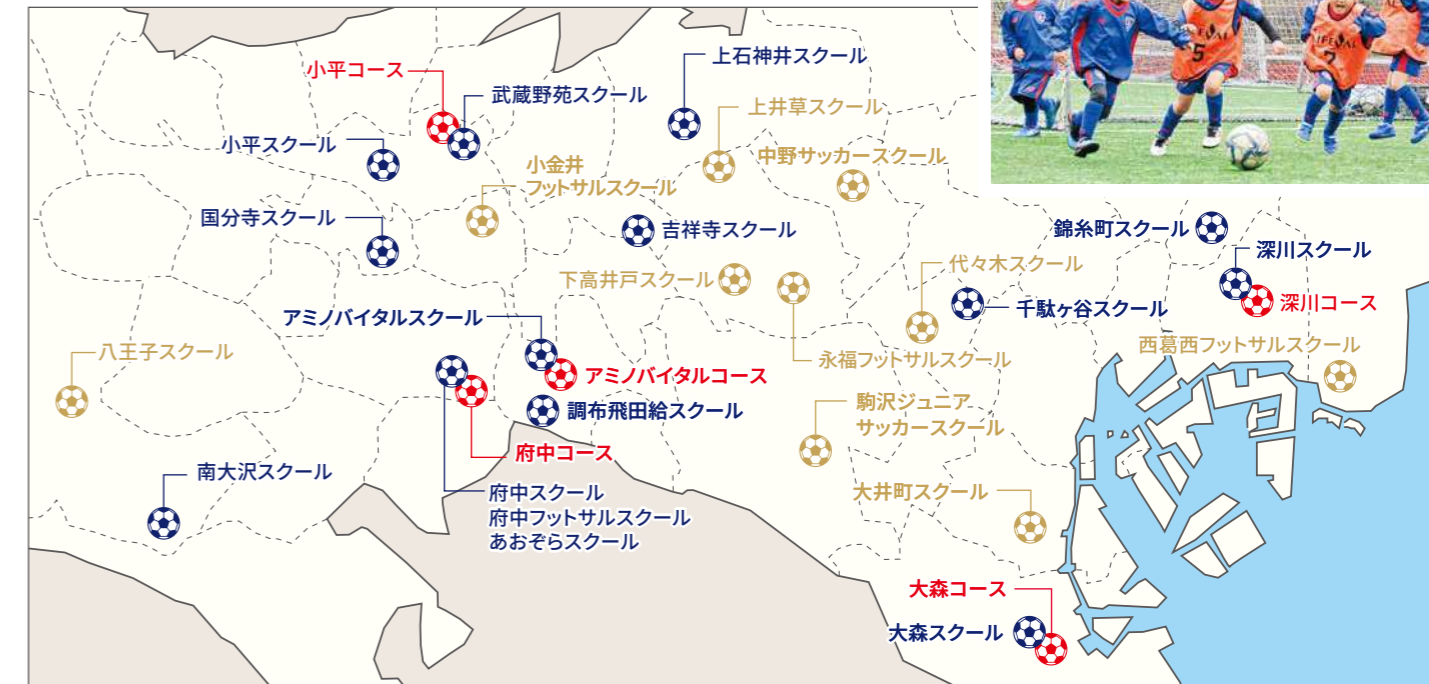 小平コース
武蔵野苑スクール
上石神井スクール
上井草スクール
小平スクール
小金井
フットサルスクール
中野サッカースクール
国分寺スクール
吉祥寺スクール
錦糸町スクール
深川スクール
下高井戸スクール
代々木スクール
深川コース
アミノバイタルスクール
千駄ヶ谷スクール
八王子スクール
永福フットサルスクール
西葛西フットサルスクール
アミノバイタルコース
調布飛田給スクール
駒沢ジュニア
サッカースクール
府中コース
南大沢スクール
府中スクール
府中フットサルスクール
あおぞらスクール
大井町スクール
大森コース
大森スクール
5
7